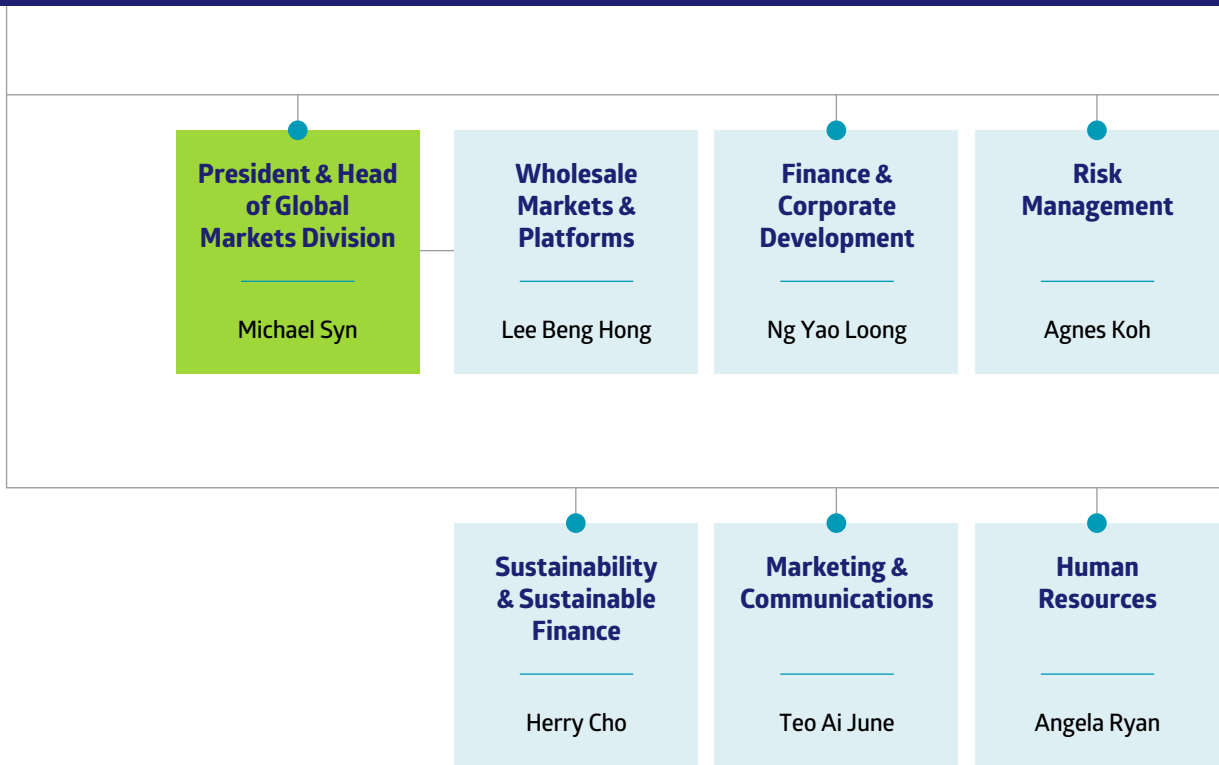 President & Head
of Global
Markets Division
Michael Syn
Wholesale
Markets &
Platforms
Lee Beng Hong
Finance &
Corporate
Development
Ng Yao Loong
Risk
Management
Agnes Koh
Sustainability
& Sustainable
Finance
Herry Cho
Marketing &
Communications
Teo Ai June
Human
Resources
Angela Ryan